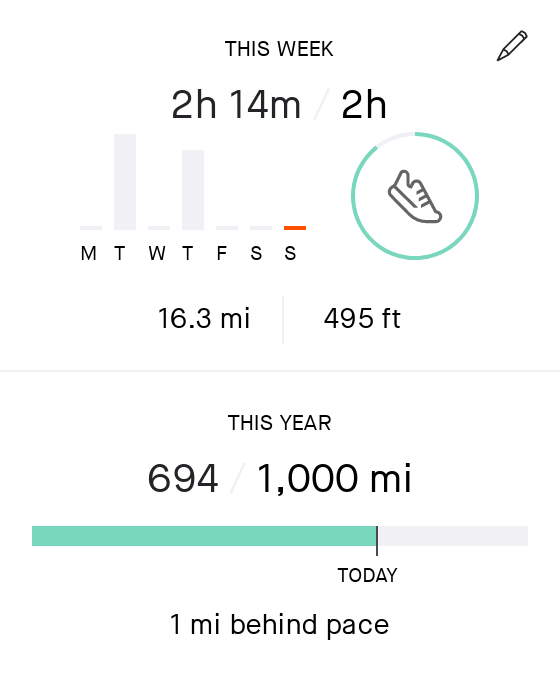 THIS WEEK
2h 14m / 2h
M T W T F S S
16.3 mi 495 ft
THIS YEAR
694 / 1,000 mi
TODAY
1 mi behind pace